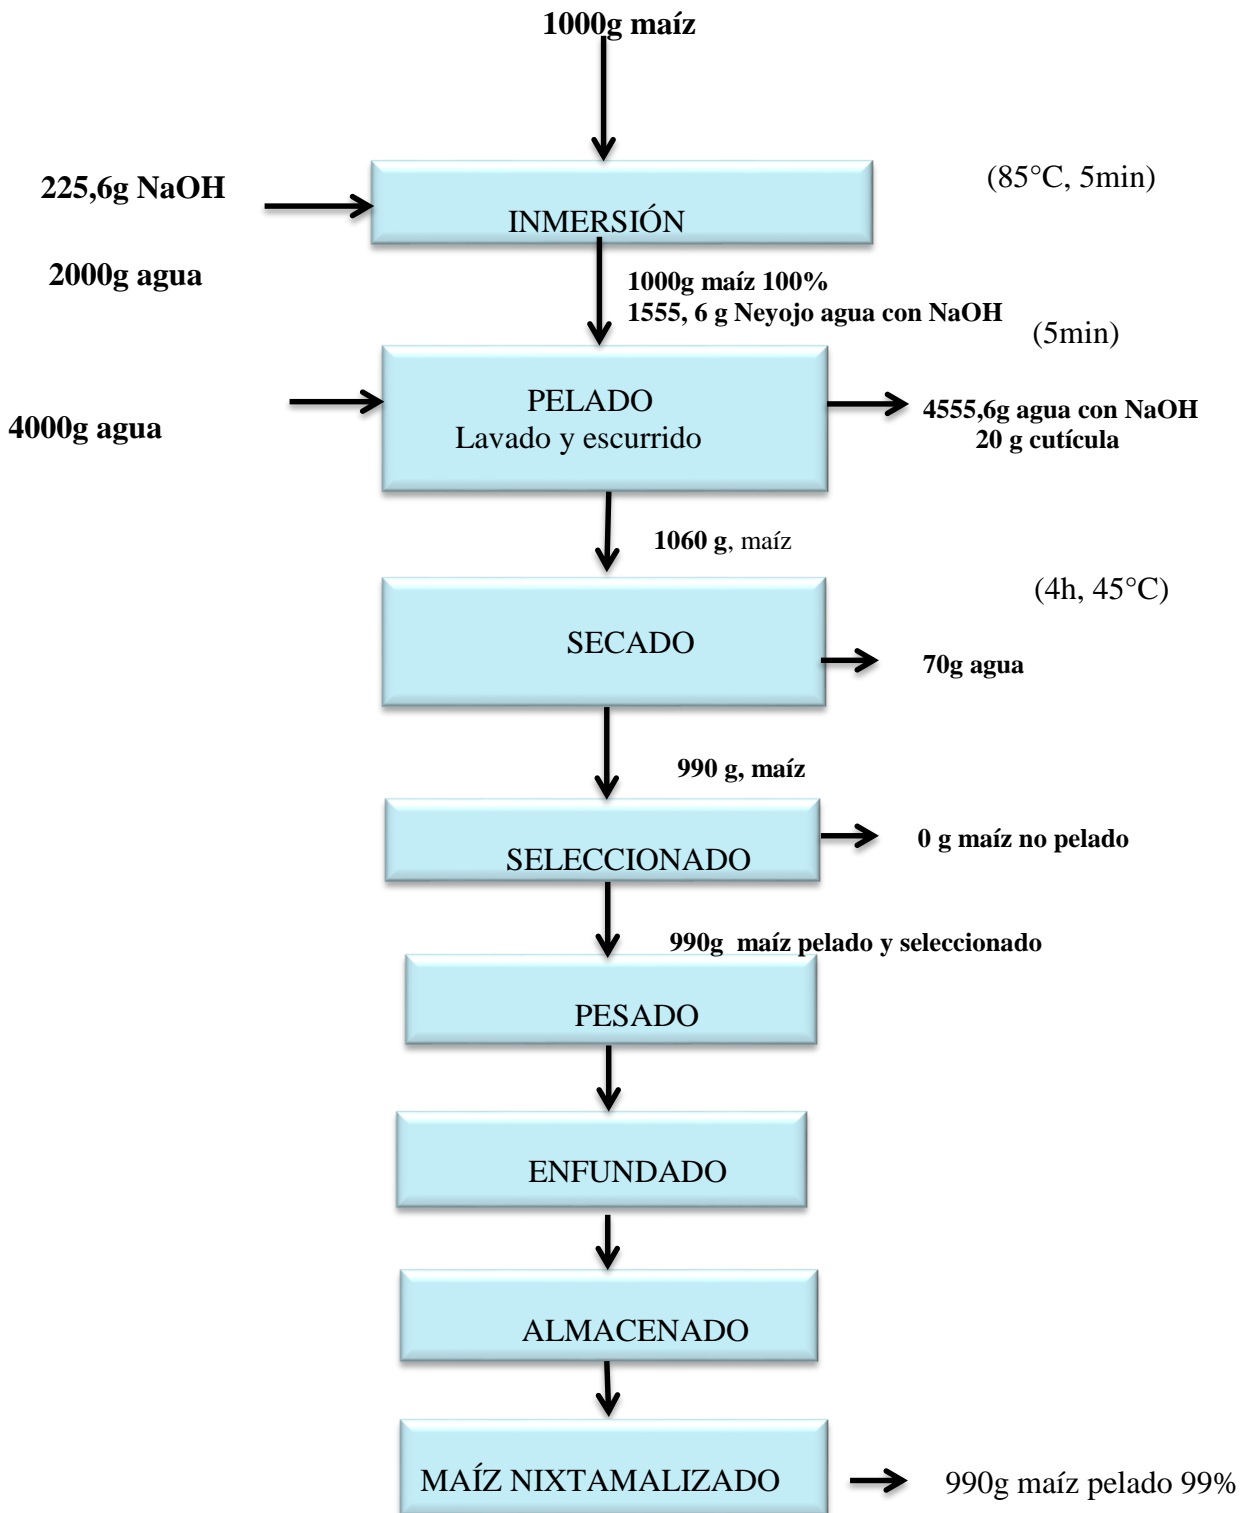 1000g maíz
225,6g NaOH
(85°C, 5min)
INMERSIÓN
2000g agua
1000g maíz 100%
1555, 6 g Neyojo agua con NaOH
(5min)
PELADO
Lavado y escurrido
4000g agua
4555,6g agua con NaOH
20 g cutícula
1060 g, maíz
(4h, 45°C)
SECADO
70g agua
990 g, maíz
0 g maíz no pelado
SELECCIONADO
990g maíz pelado y seleccionado
PESADO
ENFUNDADO
ALMACENADO
MAÍZ NIXTAMALIZADO
990g maíz pelado 99%